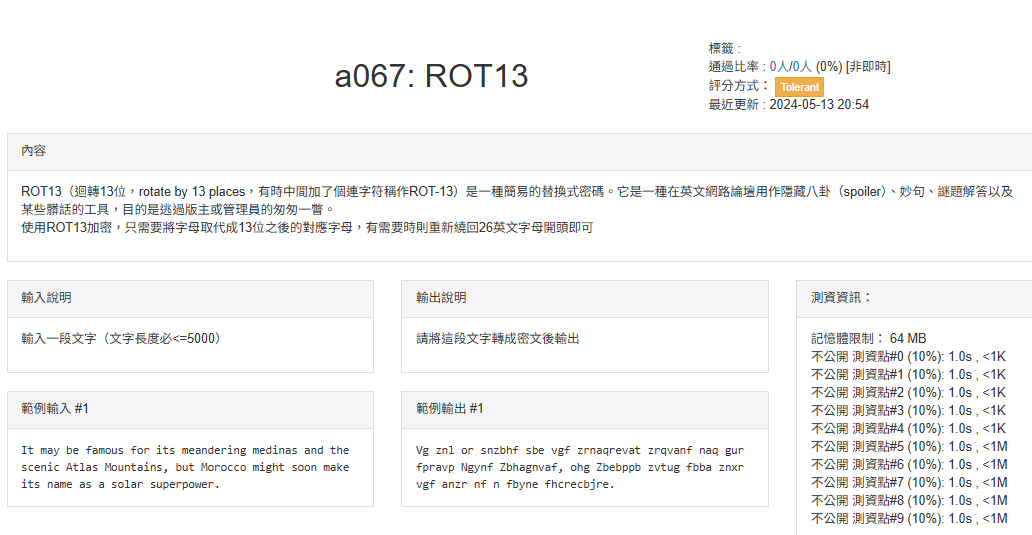 a067: ROT13
標籤 :
通過比率 : 0人/0人 (0%) [非即時]
評分方式： Tolerant
最近更新 : 2024-05-13 20:54
內容
ROT13（迴轉13位，rotate by 13 places，有時中間加了個連字符稱作ROT-13）是一種簡易的替換式密碼。它是一種在英文網路論壇用作隱藏八卦（spoiler）、妙句、謎題解答以及
某些髒話的工具，目的是逃過版主或管理員的匆匆一瞥。
使用ROT13加密，只需要將字母取代成13位之後的對應字母，有需要時則重新繞回26英文字母開頭即可
輸入說明
輸入一段文字（文字長度必<=5000）
輸出說明
請將這段文字轉成密文後輸出
測資資訊：
記憶體限制： 64 MB
不公開 測資點#0 (10%): 1.0s , <1K
不公開 測資點#1 (10%): 1.0s , <1K
不公開 測資點#2 (10%): 1.0s , <1K
不公開 測資點#3 (10%): 1.0s , <1K
不公開 測資點#4 (10%): 1.0s , <1K
不公開 測資點#5 (10%): 1.0s , <1M
不公開 測資點#6 (10%): 1.0s , <1M
不公開 測資點#7 (10%): 1.0s , <1M
不公開 測資點#8 (10%): 1.0s , <1M
不公開 測資點#9 (10%): 1.0s , <1M
範例輸入 #1
It may be famous for its meandering medinas and the
scenic Atlas Mountains, but Morocco might soon make
its name as a solar superpower.
範例輸出 #1
Vg znl or snzbhf sbe vgf zrnaqrevat zrqvanf naq gur
fpravp Ngynf Zbhagnvaf, ohg Zbebppb zvtug fbba znxr
vgf anzr nf n fbyne fhcrecbjre.